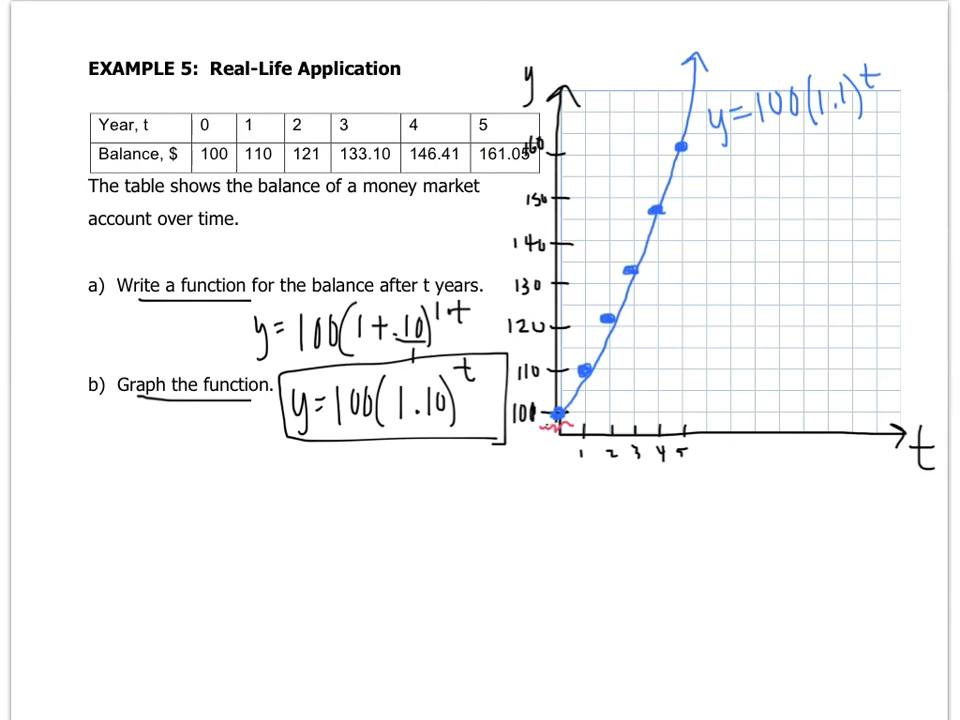 EXAMPLE 5: Real-Life Application
Year, t 0 1 2 3 4 5
Balance, $ 100 110 121 133.10 146.41 161.05
The table shows the balance of a money market
account over time.
a) Write a function for the balance after t years.
y=100(1+.10)^1t
1
b) Graph the function.
y=100(1.10)^t
y
y=100(1.1)^t
160
150
140
130
120
110
100
1 2 3 4 5
t